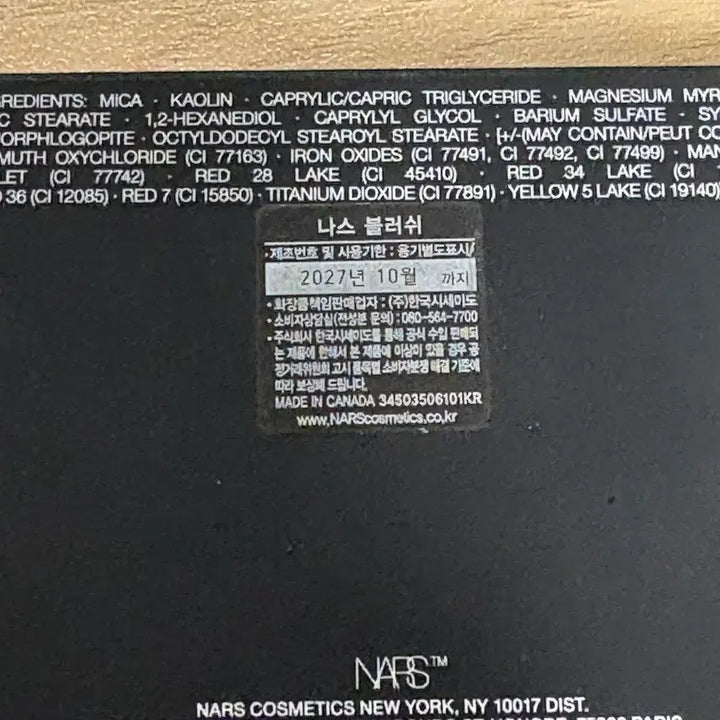 REDIENTS: MICA · KAOLIN · CAPRYLIC/CAPRIC TRIGLYCERIDE · MAGNESIUM MYR
C STEARATE · 1,2-HEXANEDIOL · CAPRYLYL GLYCOL · BARIUM SULFATE · SY
ORPHLOGOPITE · OCTYLDODECYL STEAROYL STEARATE · [+/-(MAY CONTAIN/PEUT CO
MUTH OXYCHLORIDE (CI 77163) · IRON OXIDES (CI 77491, CI 77492, CI 77499) · MAN
LET (CI 77742) · RED 28 LAKE (CI 45410) · RED 34 LAKE (CI 1
36 (CI 12085) · RED 7 (CI 15850) · TITANIUM DIOXIDE (CI 77891) · YELLOW 5 LAKE (CI 19140)
나스 블러쉬
·제조번호 및 사용기한 : 용기별도표시/
2027년 10월 까지
·화장품책임판매업자 : (주)한국시세이도
·소비자상담실(전성분 문의) : 080-564-7700
·주식회사 한국시세이도를 통해 공식 수입 판매되
는 제품에 한해서 본 제품에 이상이 있을 경우 공
정거래위원회 고시 품목별 소비자분쟁 해결 기준에
따라 보상해 드립니다.
MADE IN CANADA 34503506101KR
www.NARScosmetics.co.kr
NARS™
NARS COSMETICS NEW YORK, NY 10017 DIST.